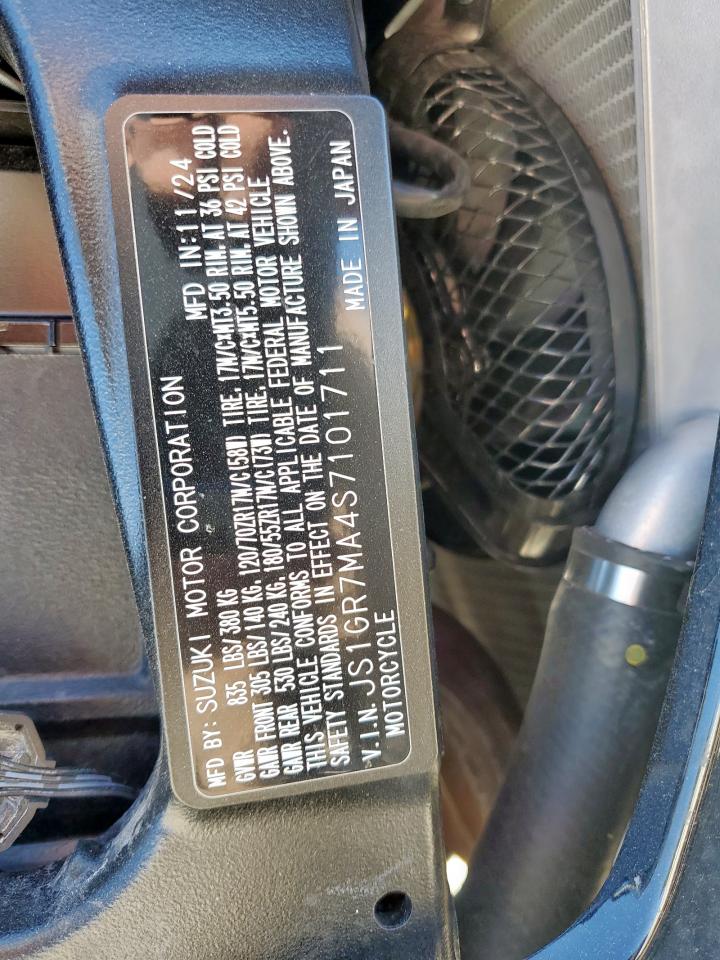 MFD BY: SUZUKI MOTOR CORPORATION MFD IN: 11/24
GVWR 835 LBS/380 KG
GAWR FRONT 305 LBS/140 KG, 120/70ZR17M/C(58W) TIRE, 17M/C×MT3.50 RIM, AT 36 PSI COLD
GAWR REAR 530 LBS/240 KG, 180/55ZR17M/C(73W) TIRE, 17M/C×MT5.50 RIM, AT 42 PSI COLD
THIS VEHICLE CONFORMS TO ALL APPLICABLE FEDERAL MOTOR VEHICLE
SAFETY STANDARDS IN EFFECT ON THE DATE OF MANUFACTURE SHOWN ABOVE.
V.I.N. JS1GR7MA4S7101711 MADE IN JAPAN
MOTORCYCLE